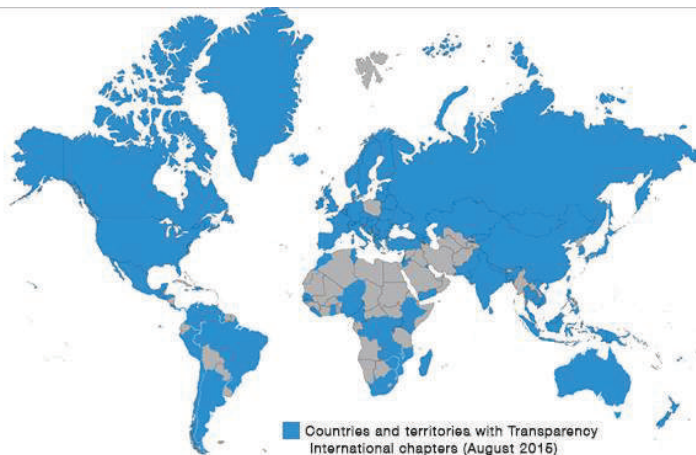 Countries and territories with Transparency
International chapters (August 2015)